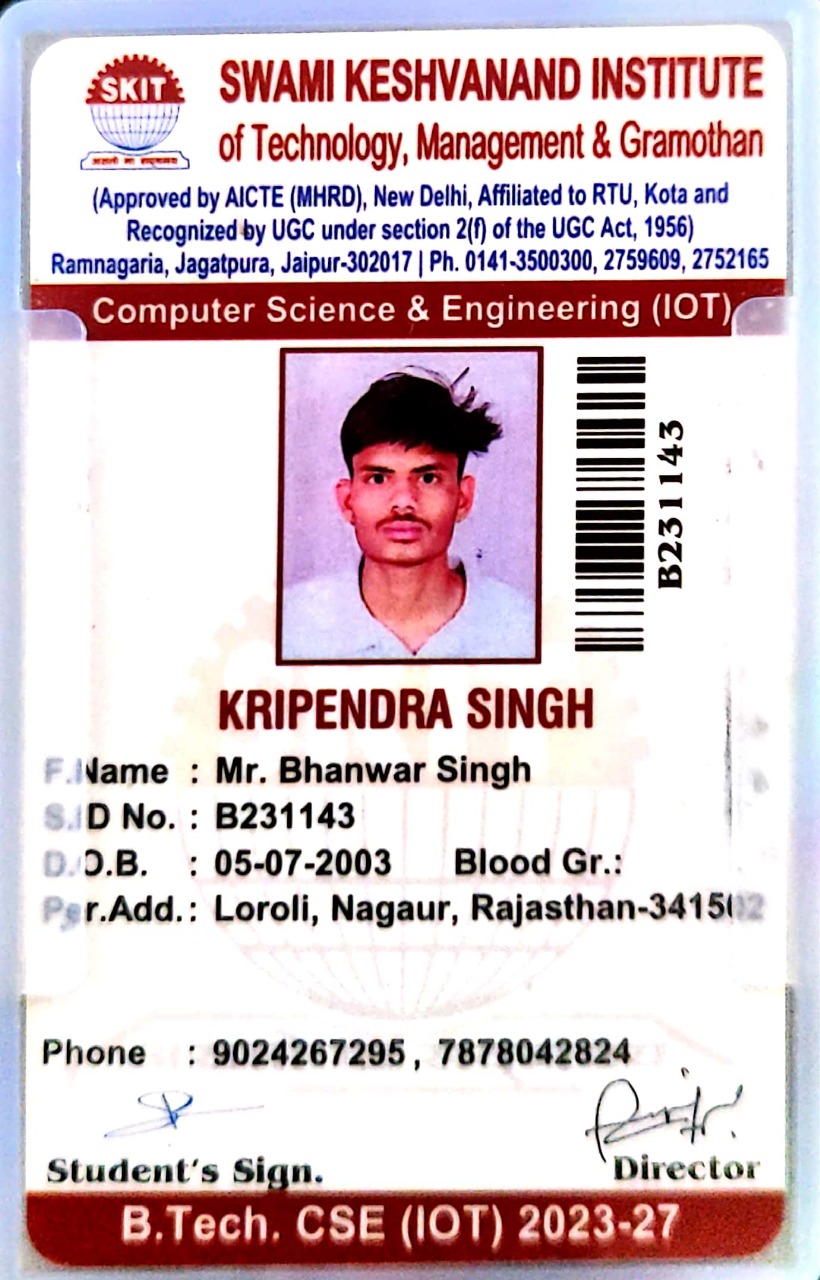 SKIT
SWAMI KESHVANAND INSTITUTE
of Technology, Management & Gramothan
(Approved by AICTE (MHRD), New Delhi, Affiliated to RTU, Kota and
Recognized by UGC under section 2(f) of the UGC Act, 1956)
Ramnagaria, Jagatpura, Jaipur-302017 | Ph. 0141-3500300, 2759609, 2752165
Computer Science & Engineering (IOT)
B231143
KRIPENDRA SINGH
F.Name : Mr. Bhanwar Singh
S.ID No. : B231143
D.O.B. : 05-07-2003 Blood Gr.:
Per.Add. : Loroli, Nagaur, Rajasthan-341502
Phone : 9024267295, 7878042824
Student's Sign.
Director
B.Tech. CSE (IOT) 2023-27